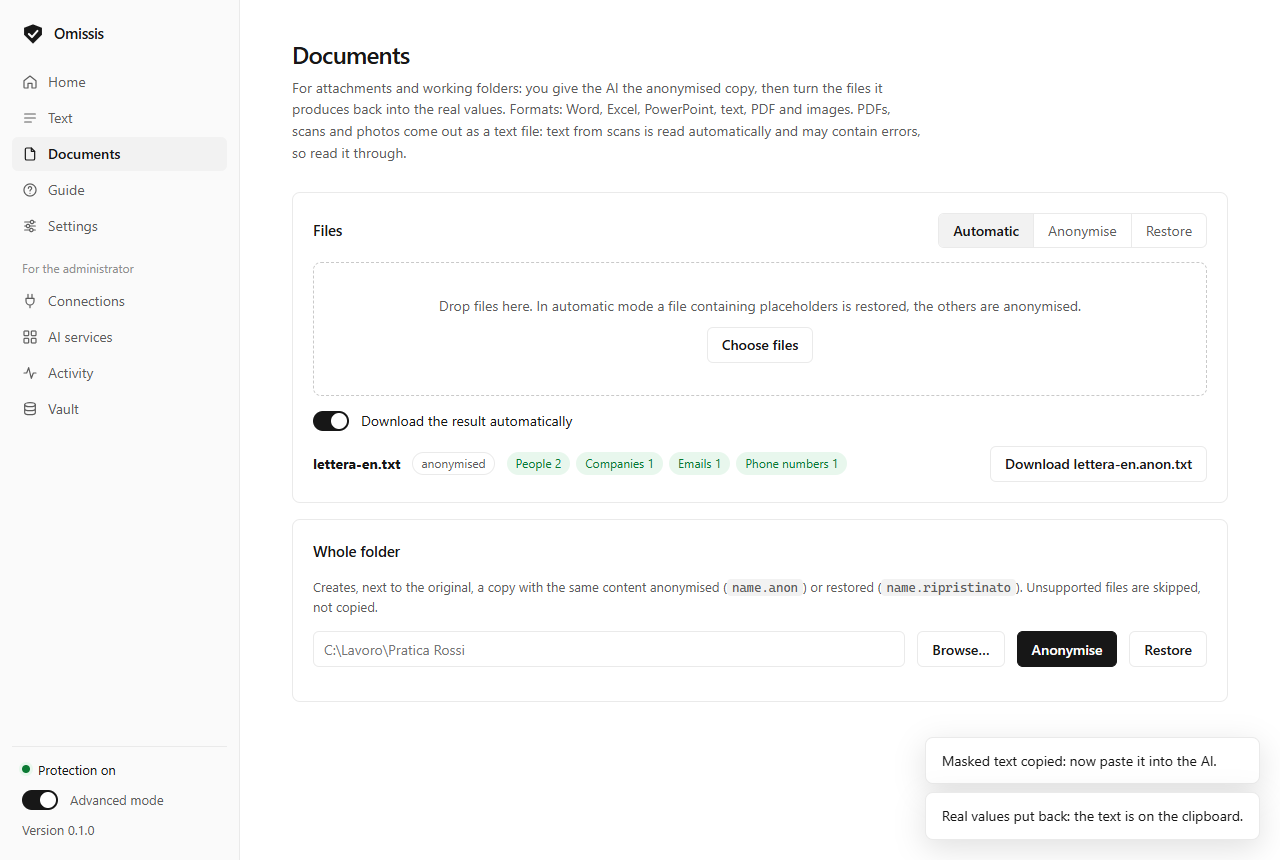 Omissis
Home
Text
Documents
Guide
Settings
For the administrator
Connections
AI services
Activity
Vault
Protection on
Advanced mode
Version 0.1.0
Documents
For attachments and working folders: you give the AI the anonymised copy, then turn the files it
produces back into the real values. Formats: Word, Excel, PowerPoint, text, PDF and images. PDFs,
scans and photos come out as a text file: text from scans is read automatically and may contain errors,
so read it through.
Files
Automatic Anonymise Restore
Drop files here. In automatic mode a file containing placeholders is restored, the others are anonymised.
Choose files
Download the result automatically
lettera-en.txt anonymised People 2 Companies 1 Emails 1 Phone numbers 1 Download lettera-en.anon.txt
Whole folder
Creates, next to the original, a copy with the same content anonymised ( name.anon ) or restored ( name.ripristinato ). Unsupported files are skipped,
not copied.
C:\Lavoro\Pratica Rossi Browse... Anonymise Restore
Masked text copied: now paste it into the AI.
Real values put back: the text is on the clipboard.